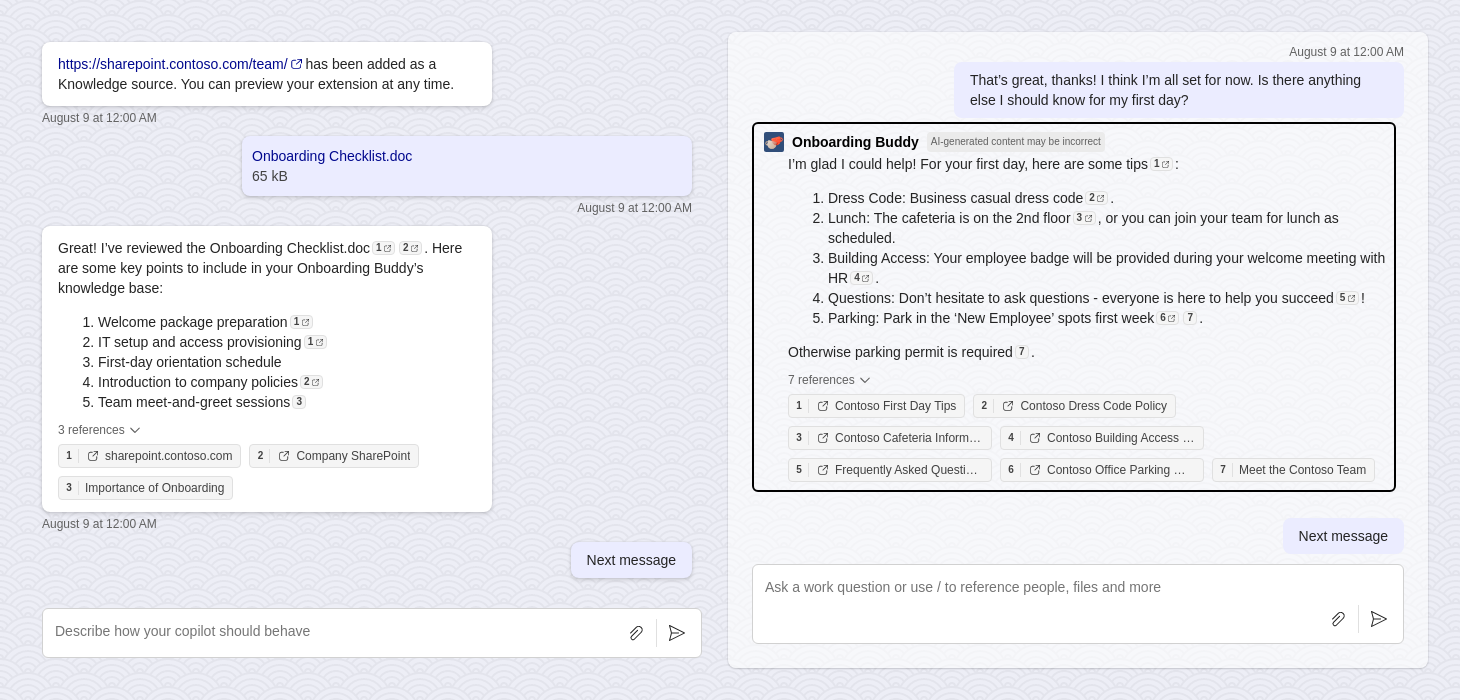 https://sharepoint.contoso.com/team/ has been added as a
Knowledge source. You can preview your extension at any time.
August 9 at 12:00 AM
Onboarding Checklist.doc
65 kB
August 9 at 12:00 AM
Great! I’ve reviewed the Onboarding Checklist.doc 1 2 . Here
are some key points to include in your Onboarding Buddy’s
knowledge base:
1. Welcome package preparation 1
2. IT setup and access provisioning 1
3. First-day orientation schedule
4. Introduction to company policies 2
5. Team meet-and-greet sessions 3
3 references
1 sharepoint.contoso.com 2 Company SharePoint
3 Importance of Onboarding
August 9 at 12:00 AM
Next message
Describe how your copilot should behave
August 9 at 12:00 AM
That’s great, thanks! I think I’m all set for now. Is there anything
else I should know for my first day?
Onboarding Buddy AI-generated content may be incorrect
I’m glad I could help! For your first day, here are some tips 1 :
1. Dress Code: Business casual dress code 2 .
2. Lunch: The cafeteria is on the 2nd floor 3 , or you can join your team for lunch as
scheduled.
3. Building Access: Your employee badge will be provided during your welcome meeting with
HR 4 .
4. Questions: Don’t hesitate to ask questions - everyone is here to help you succeed 5 !
5. Parking: Park in the ‘New Employee’ spots first week 6 7 .
Otherwise parking permit is required 7 .
7 references
1 Contoso First Day Tips 2 Contoso Dress Code Policy
3 Contoso Cafeteria Inform… 4 Contoso Building Access …
5 Frequently Asked Questi… 6 Contoso Office Parking … 7 Meet the Contoso Team
Next message
Ask a work question or use / to reference people, files and more